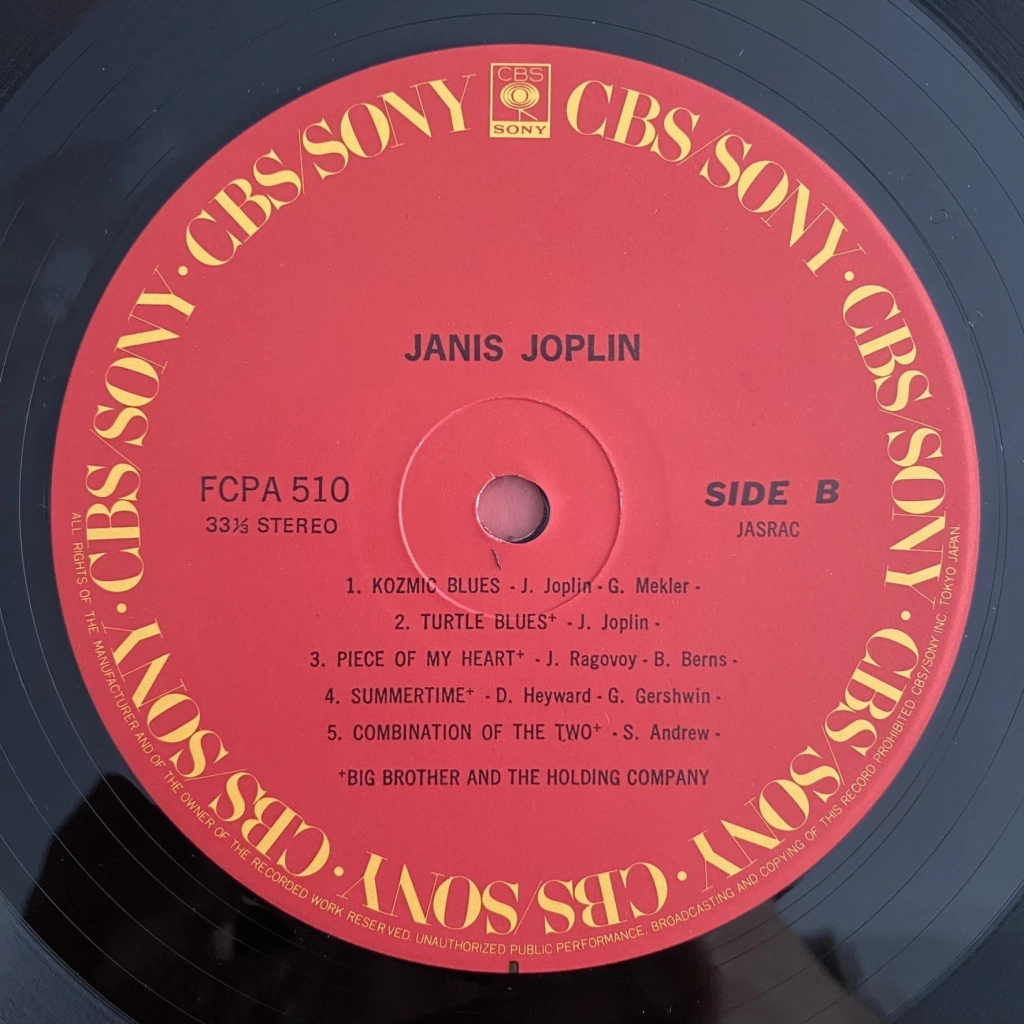 CBS
SONY
CBS/SONY · CBS/SONY · CBS/SONY · CBS/SONY · CBS/SONY · CBS/SONY · CBS/SONY · CBS/SONY
JANIS JOPLIN
FCPA 510
33⅓ STEREO
SIDE B
JASRAC
1. KOZMIC BLUES - J. Joplin - G. Mekler -
2. TURTLE BLUES⁺ - J. Joplin -
3. PIECE OF MY HEART⁺ - J. Ragovoy - B. Berns -
4. SUMMERTIME⁺ - D. Heyward - G. Gershwin -
5. COMBINATION OF THE TWO⁺ - S. Andrew -
⁺BIG BROTHER AND THE HOLDING COMPANY
ALL RIGHTS OF THE MANUFACTURER AND OF THE OWNER OF THE RECORDED WORK RESERVED. UNAUTHORIZED PUBLIC PERFORMANCE, BROADCASTING AND COPYING OF THIS RECORD PROHIBITED CBS/SONY INC. TOKYO JAPAN